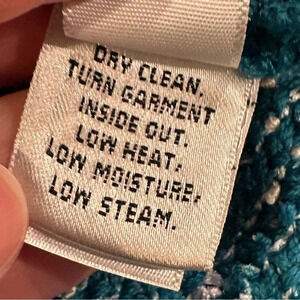 DRY CLEAN.
TURN GARMENT
INSIDE OUT.
LOW HEAT,
LOW MOISTURE,
LOW STEAM.